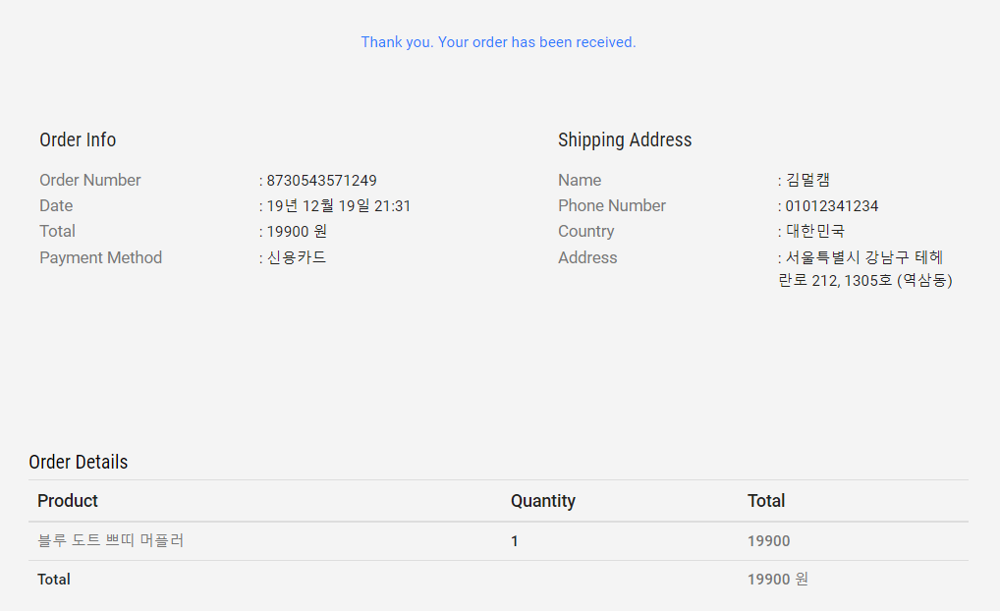 Thank you. Your order has been received.
Order Info
Order Number : 8730543571249
Date : 19년 12월 19일 21:31
Total : 19900 원
Payment Method : 신용카드
Shipping Address
Name : 김멀캠
Phone Number : 01012341234
Country : 대한민국
Address : 서울특별시 강남구 테헤
란로 212, 1305호 (역삼동)
Order Details
Product Quantity Total
블루 도트 쁘띠 머플러 1 19900
Total 19900 원